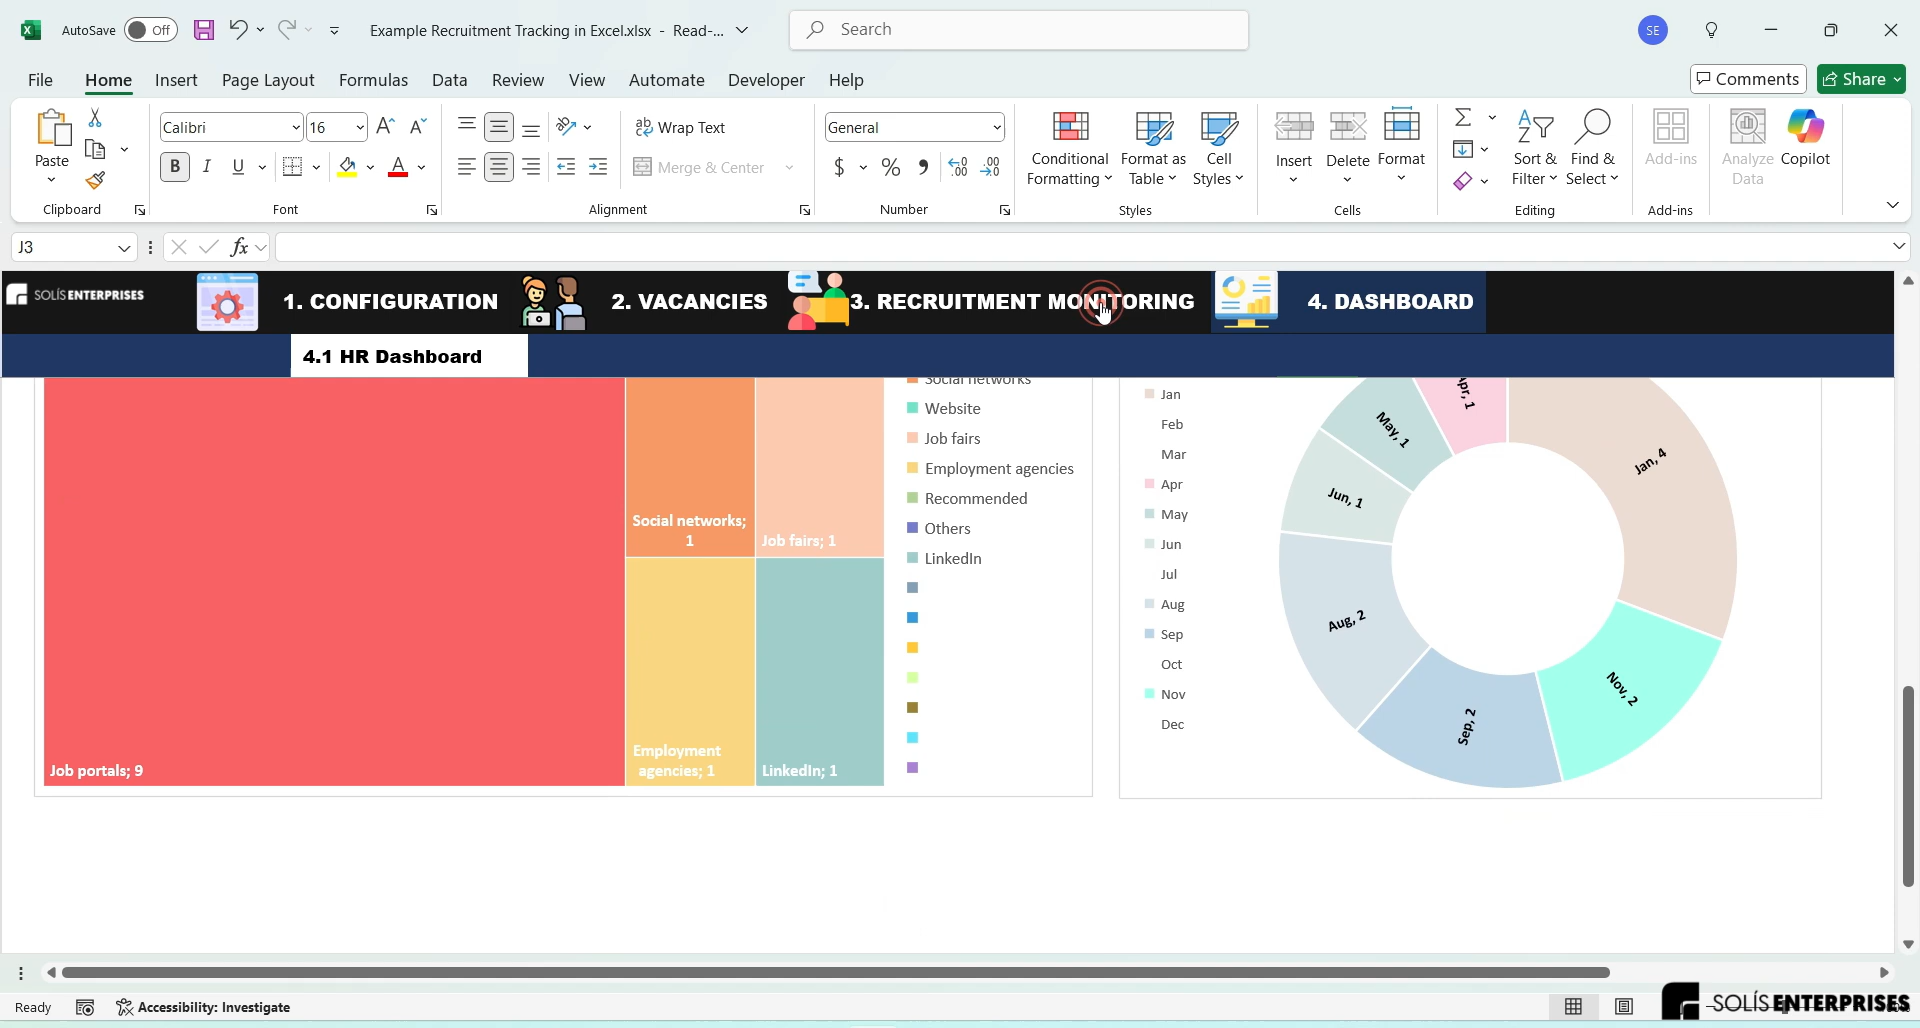 AutoSave Off Example Recruitment Tracking in Excel.xlsx - Read-... Search SE
File Home Insert Page Layout Formulas Data Review View Automate Developer Help Comments Share
Paste
Calibri 16
Wrap Text
Merge & Center
General
$ % 9 .00 .00
Conditional Formatting
Format as Table
Cell Styles
Insert Delete Format
Sort & Filter
Find & Select
Add-ins
Analyze Data
Copilot
Clipboard Font Alignment Number Styles Cells Editing Add-ins
J3 fx
SOLÍS ENTERPRISES 1. CONFIGURATION 2. VACANCIES 3. RECRUITMENT MONITORING 4. DASHBOARD
4.1 HR Dashboard
Social networks
Website
Job fairs
Employment agencies
Recommended
Others
LinkedIn
Job portals; 9
Social networks;
1
Job fairs; 1
Employment
agencies; 1
LinkedIn; 1
Jan
Feb
Mar
Apr
May
Jun
Jul
Aug
Sep
Oct
Nov
Dec
Apr, 1
May, 1
Jun, 1
Aug, 2
Sep, 2
Nov, 2
Jan, 4
Ready Accessibility: Investigate
SOLÍS ENTERPRISES